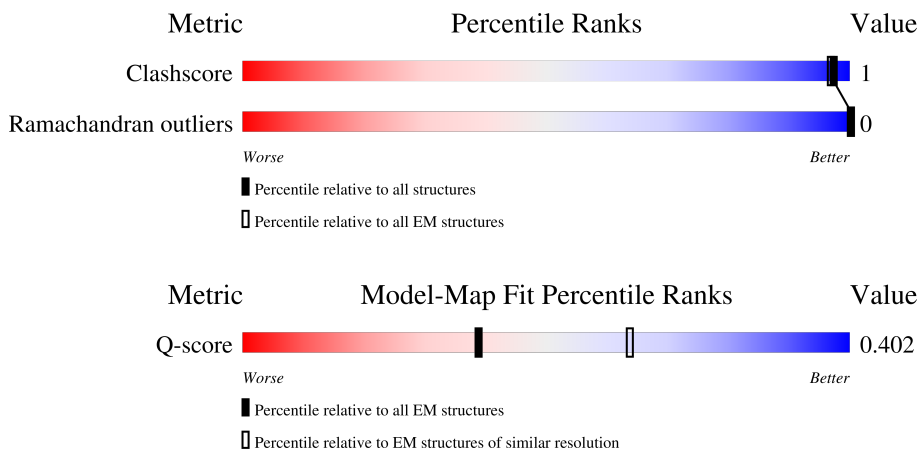 Metric Percentile Ranks Value
Clashscore 1
Ramachandran outliers 0
Worse Better
Percentile relative to all structures
Percentile relative to all EM structures
Metric Model-Map Fit Percentile Ranks Value
Q-score 0.402
Worse Better
Percentile relative to all EM structures
Percentile relative to EM structures of similar resolution